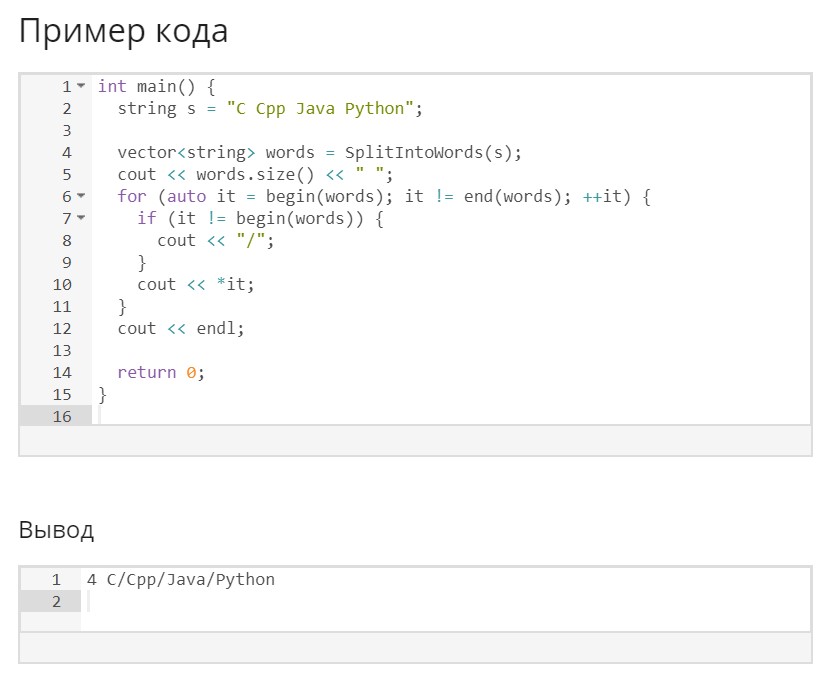 Пример кода
1 int main() {
2   string s = "C Cpp Java Python";
3
4   vector<string> words = SplitIntoWords(s);
5   cout << words.size() << " ";
6   for (auto it = begin(words); it != end(words); ++it) {
7     if (it != begin(words)) {
8       cout << "/";
9     }
10     cout << *it;
11   }
12   cout << endl;
13
14   return 0;
15 }
16
Вывод
1 4 C/Cpp/Java/Python
2